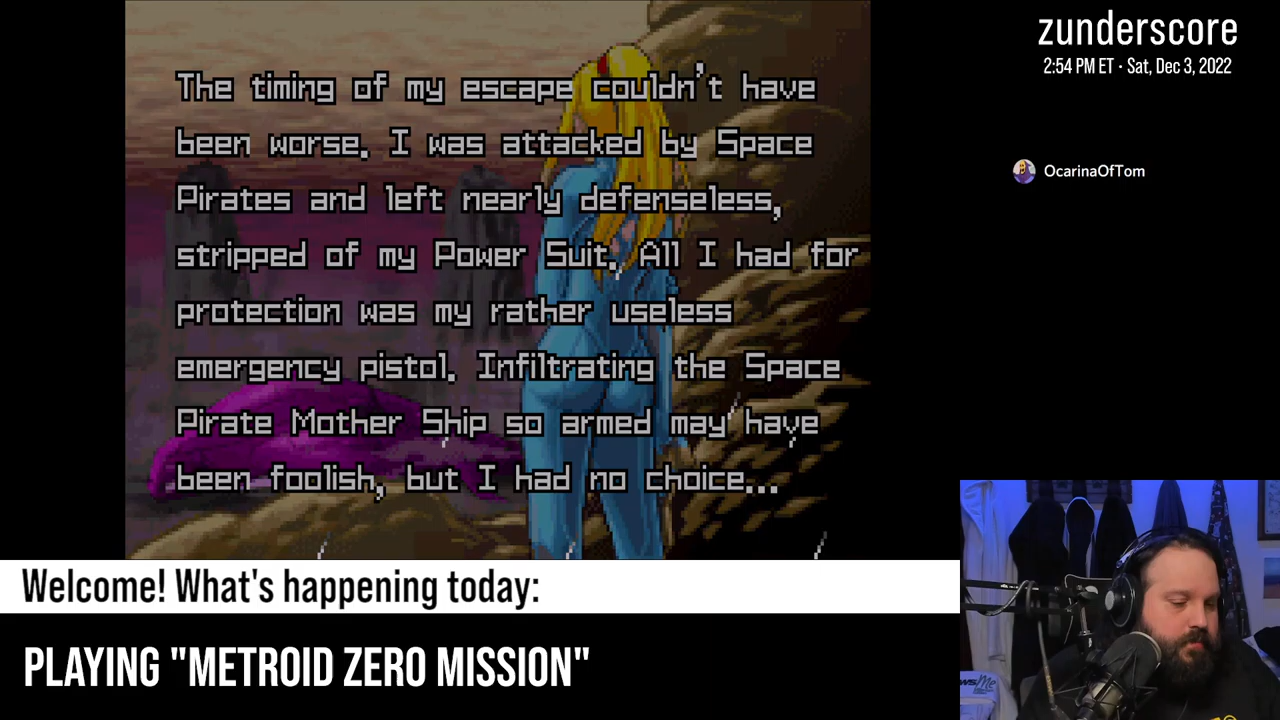 The timing of my escape couldn't have
been worse. I was attacked by Space
Pirates and left nearly defenseless,
stripped of my Power Suit. All I had for
protection was my rather useless
emergency pistol. Infiltrating the Space
Pirate Mother Ship so armed may have
been foolish, but I had no choice...
zunderscore
2:54 PM ET · Sat, Dec 3, 2022
OcarinaOfTom
Welcome! What's happening today:
PLAYING "METROID ZERO MISSION"